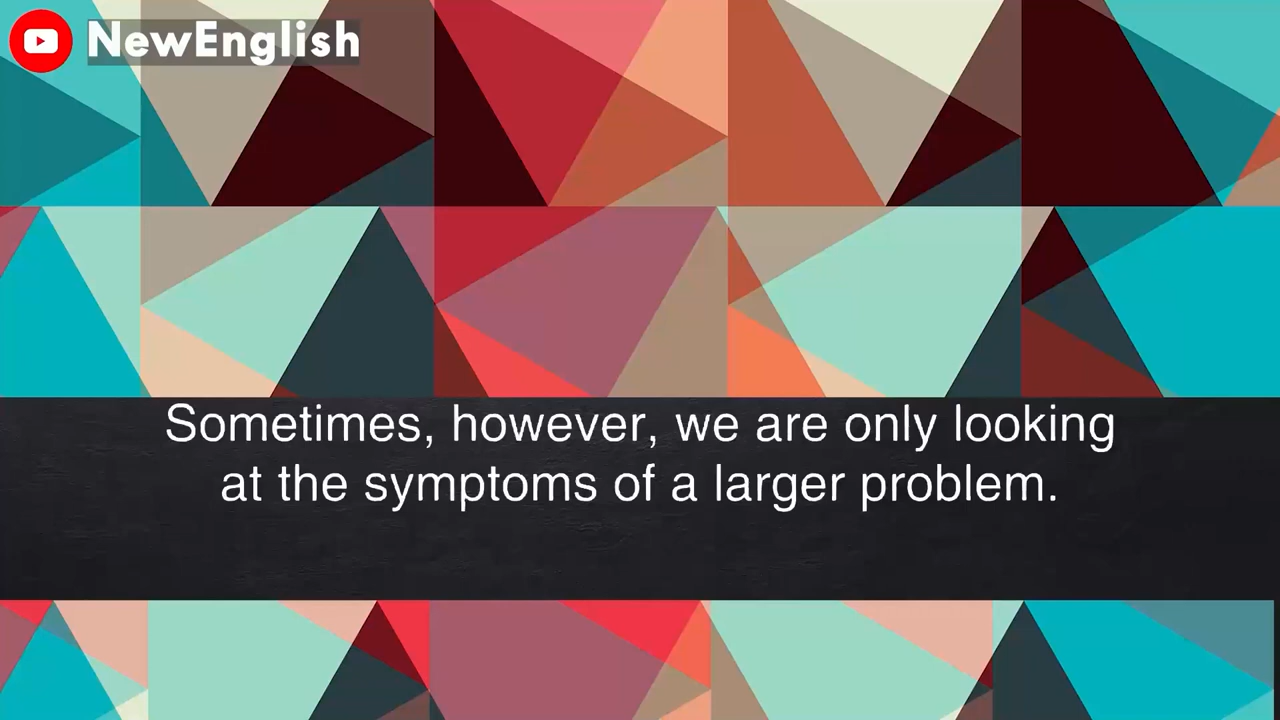 NewEnglish
Sometimes, however, we are only looking
at the symptoms of a larger problem.